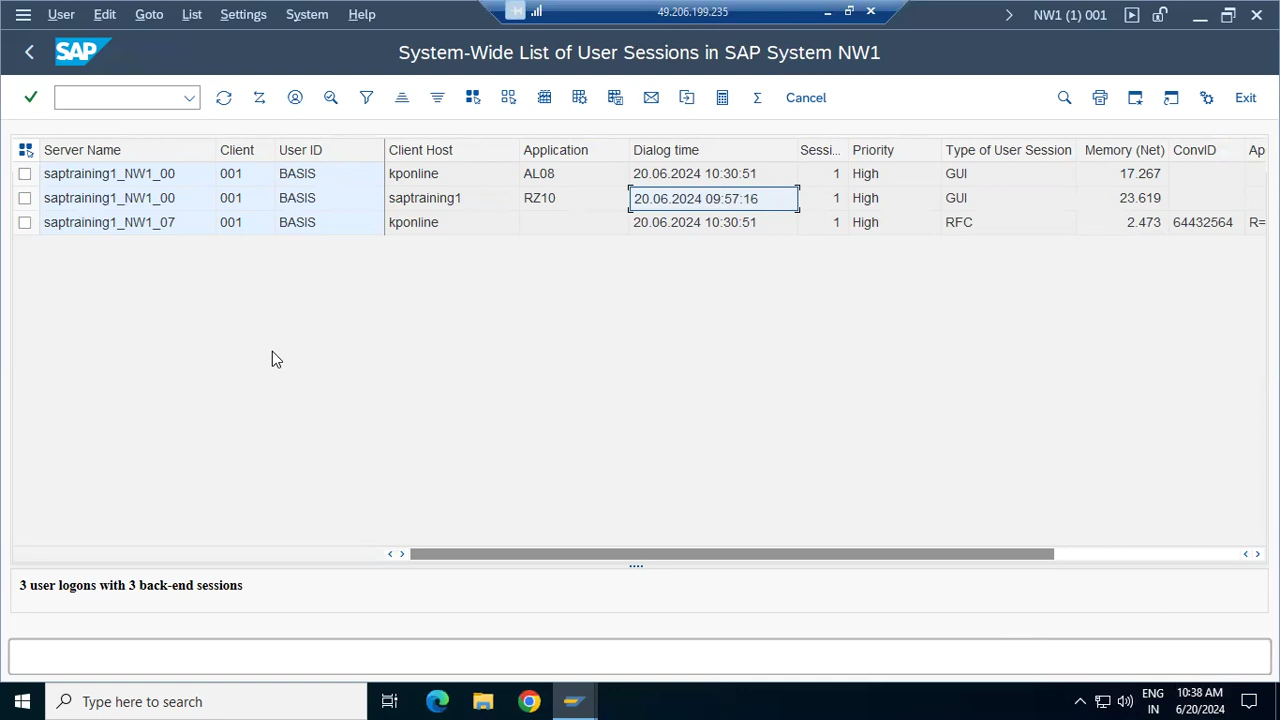 User Edit Goto List Settings System Help 49.206.199.235 NW1 (1) 001
SAP System-Wide List of User Sessions in SAP System NW1
Cancel Exit
Server Name Client User ID Client Host Application Dialog time Sessi... Priority Type of User Session Memory (Net) ConvID Ap
saptraining1_NW1_00 001 BASIS kponline AL08 20.06.2024 10:30:51 1 High GUI 17.267
saptraining1_NW1_00 001 BASIS saptraining1 RZ10 20.06.2024 09:57:16 1 High GUI 23.619
saptraining1_NW1_07 001 BASIS kponline 20.06.2024 10:30:51 1 High RFC 2.473 64432564 R=
3 user logons with 3 back-end sessions
Type here to search ENG 10:38 AM
IN 6/20/2024